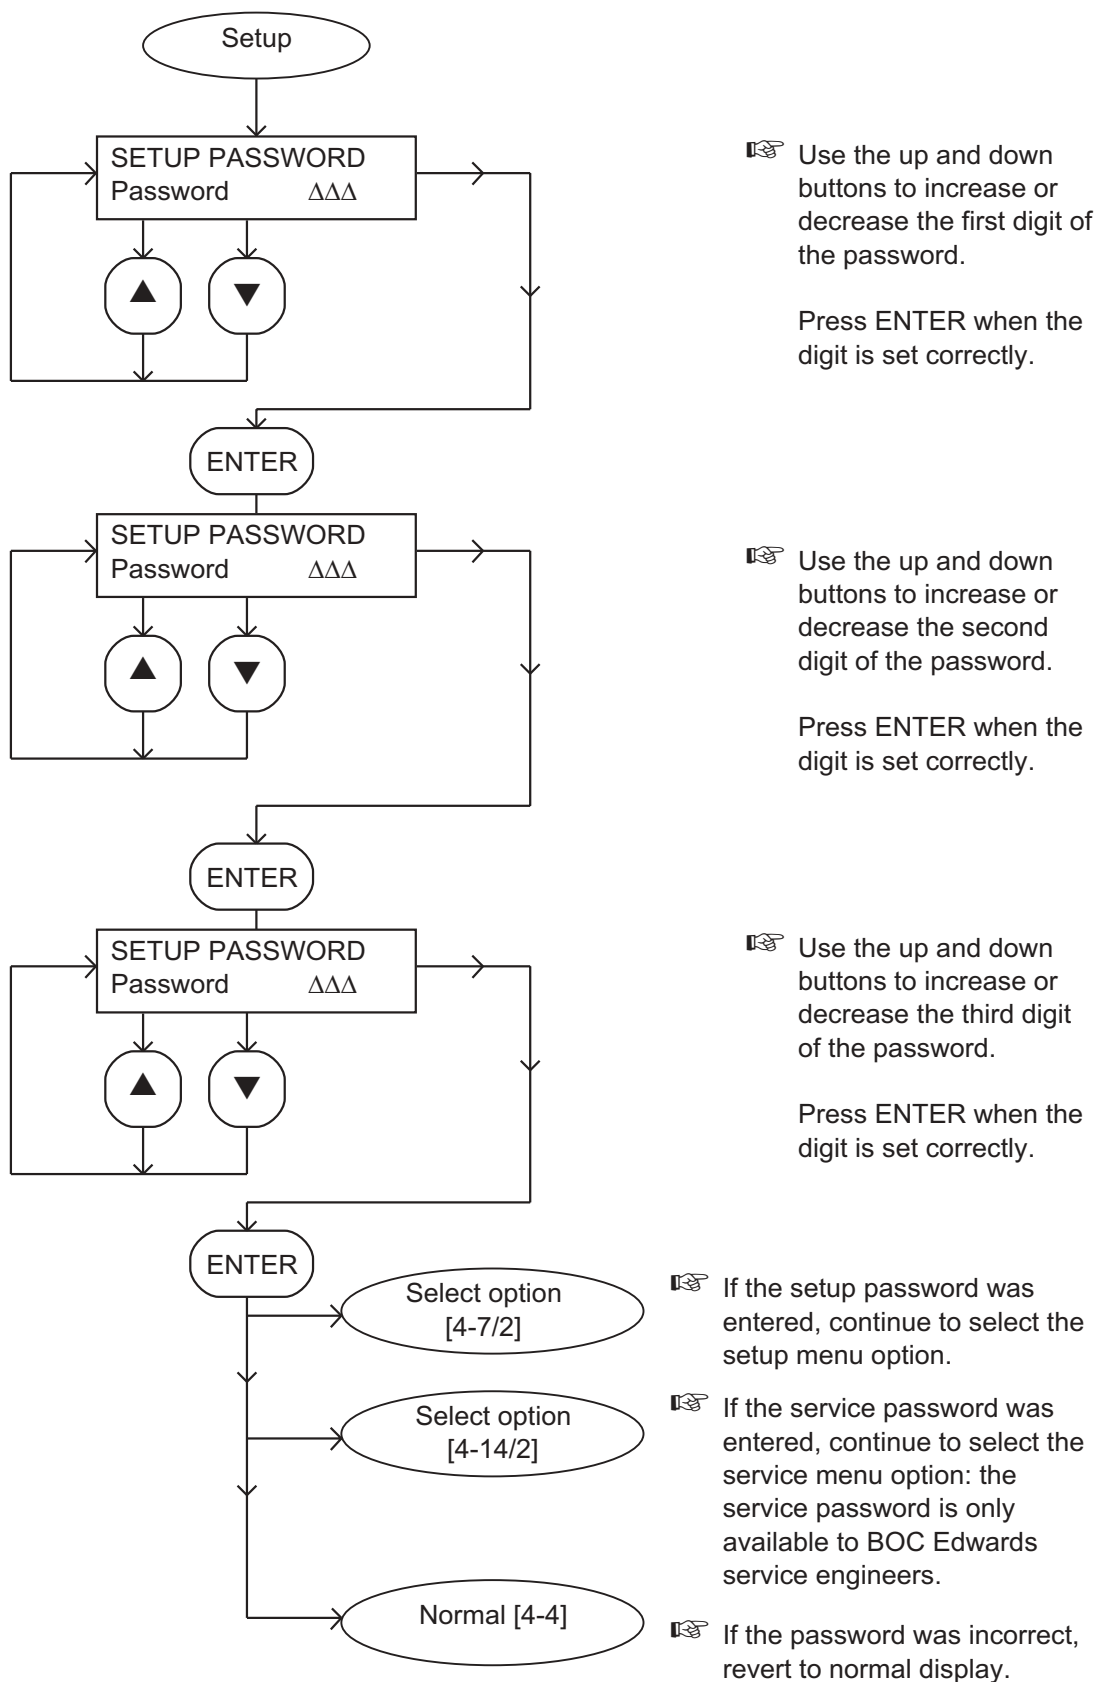 Setup
SETUP PASSWORD
Password ΔΔΔ
▲ ▼
☞ Use the up and down
buttons to increase or
decrease the first digit of
the password.
Press ENTER when the
digit is set correctly.
ENTER
SETUP PASSWORD
Password ΔΔΔ
▲ ▼
☞ Use the up and down
buttons to increase or
decrease the second
digit of the password.
Press ENTER when the
digit is set correctly.
ENTER
SETUP PASSWORD
Password ΔΔΔ
▲ ▼
☞ Use the up and down
buttons to increase or
decrease the third digit
of the password.
Press ENTER when the
digit is set correctly.
ENTER
Select option
[4-7/2]
☞ If the setup password was
entered, continue to select the
setup menu option.
Select option
[4-14/2]
☞ If the service password was
entered, continue to select the
service menu option: the
service password is only
available to BOC Edwards
service engineers.
Normal [4-4]
☞ If the password was incorrect,
revert to normal display.